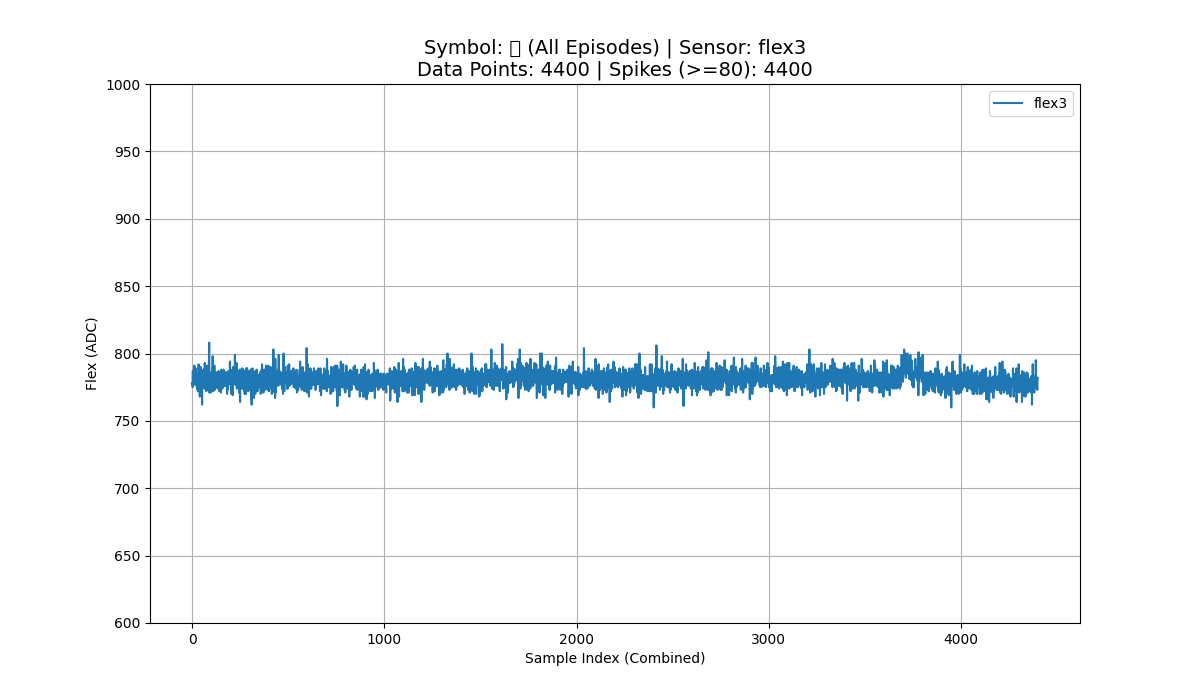 Symbol: (All Episodes) | Sensor: flex3
Data Points: 4400 | Spikes (>=80): 4400
flex3
Flex (ADC)
1000
950
900
850
800
750
700
650
600
0 1000 2000 3000 4000
Sample Index (Combined)